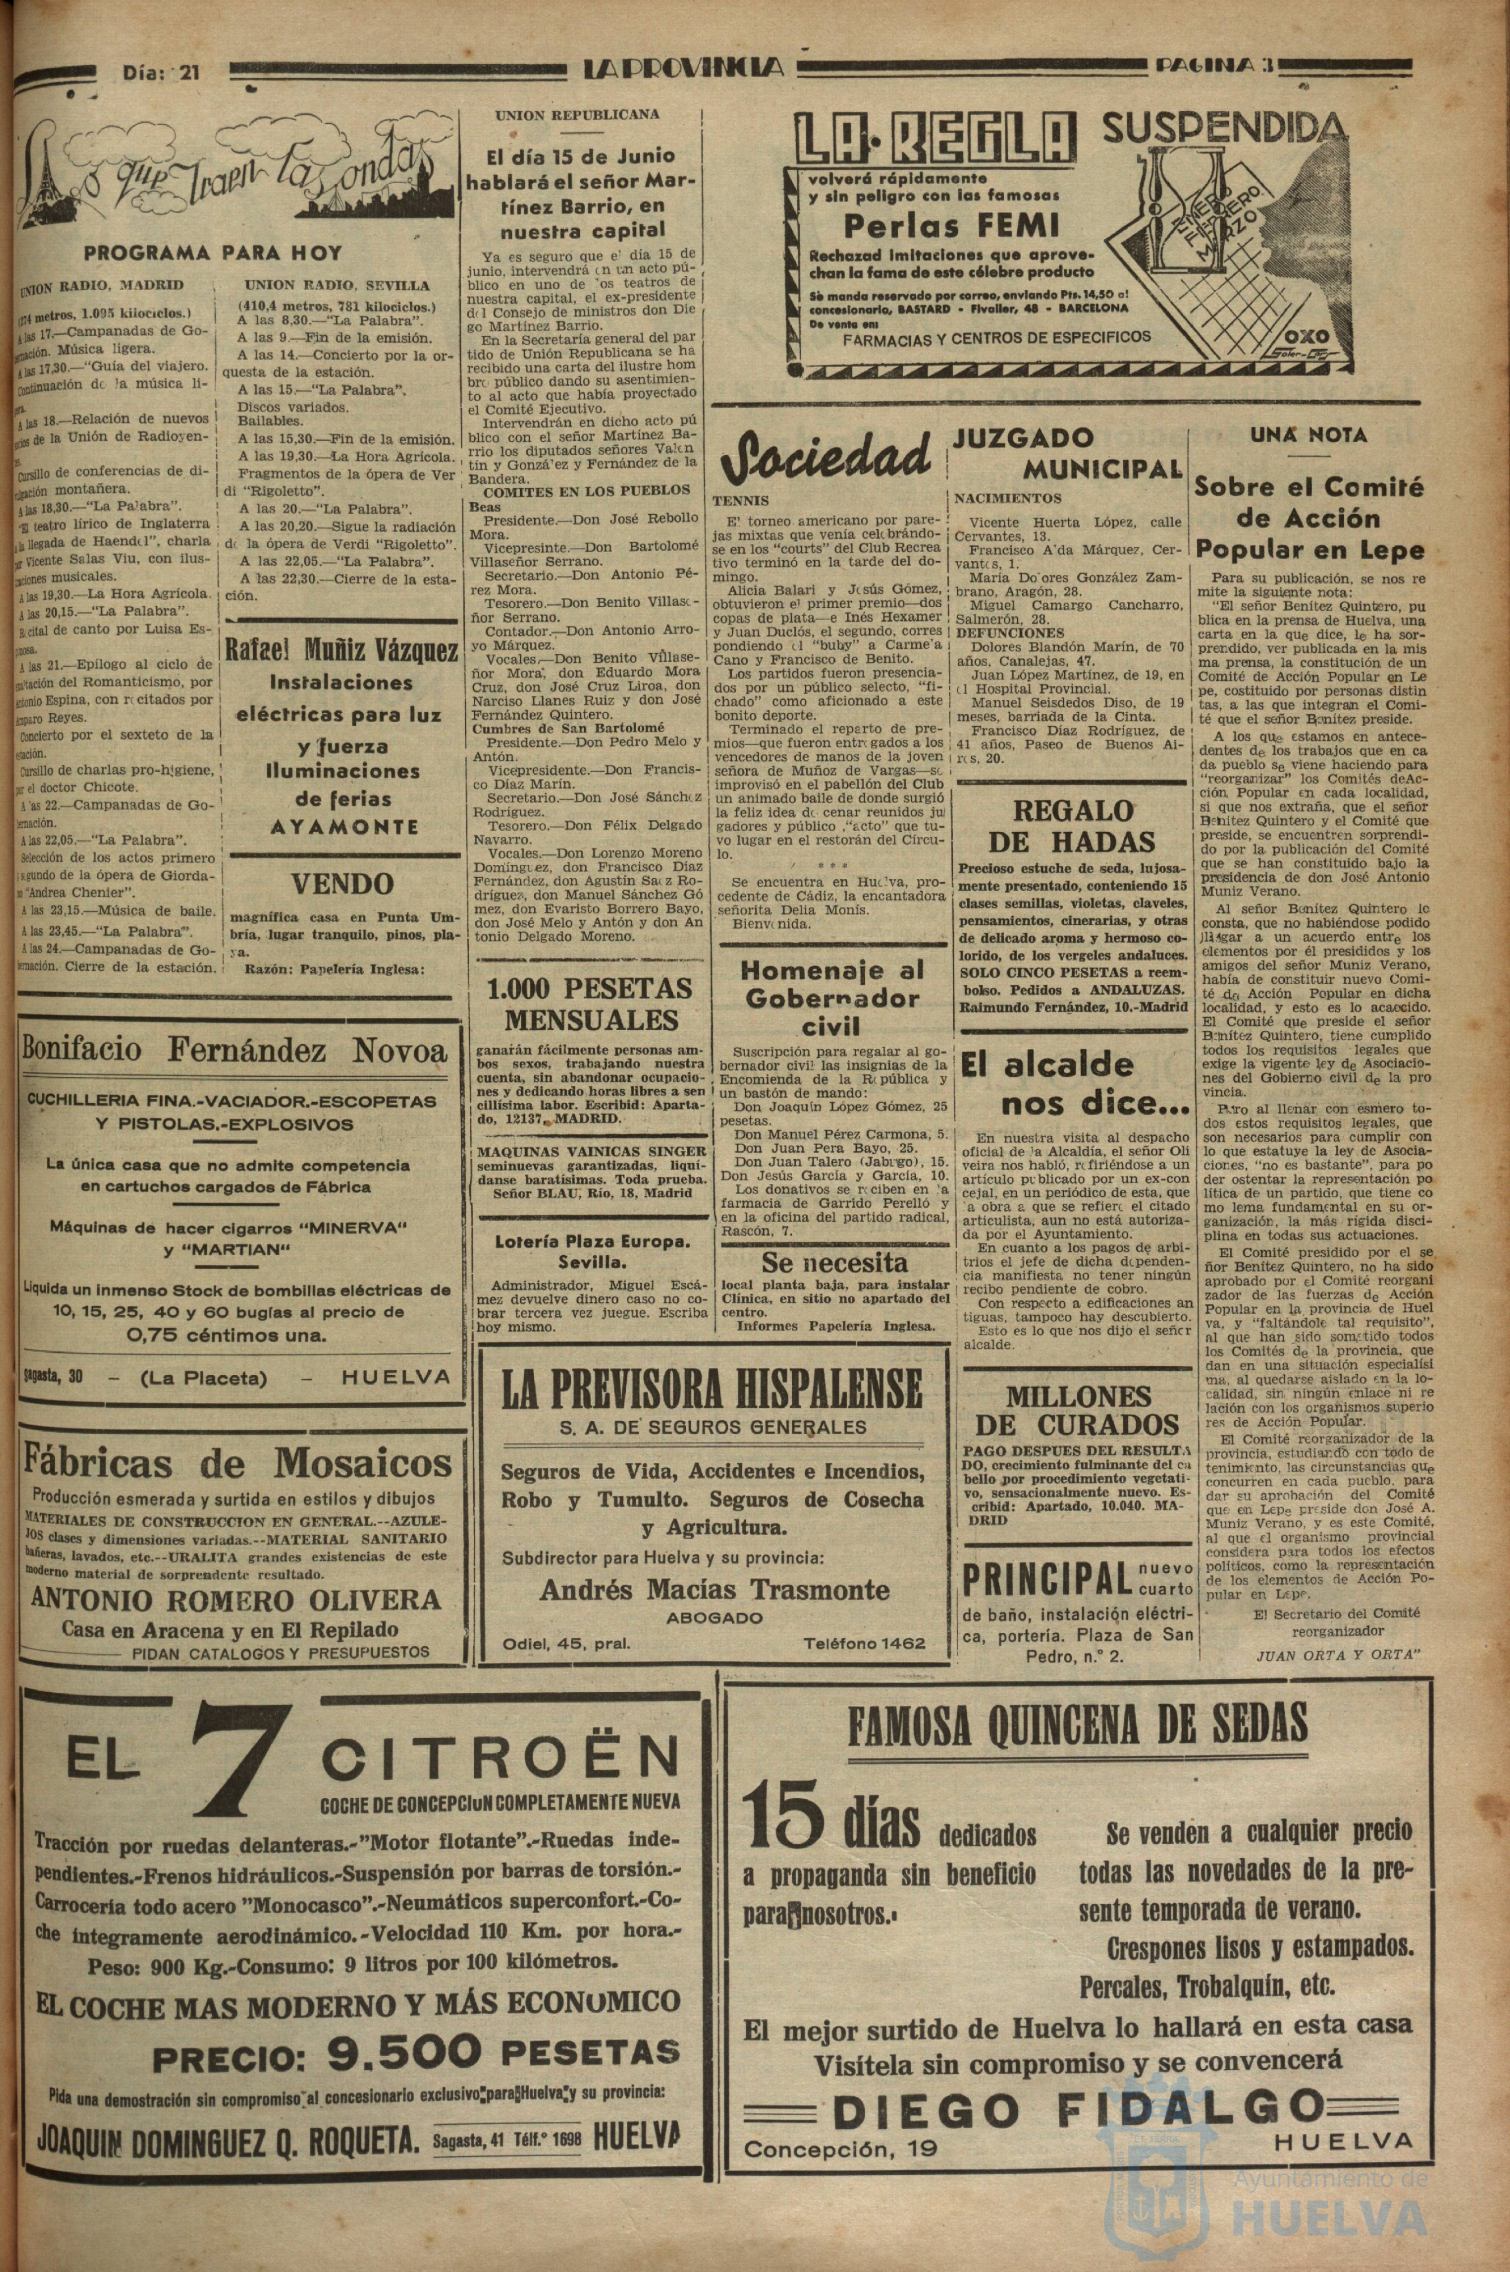 Día: 21
LA PROVINCIA
PAGINA 3
Lo que traen las ondas
PROGRAMA PARA HOY
UNION RADIO, MADRID
(274 metros, 1.095 kilociclos.)
A las 17.—Campanadas de Go-
bernación. Música ligera.
A las 17,30.—"Guía del viajero.
Continuación de la música li-
gera.
A las 18.—Relación de nuevos
socios de la Unión de Radioyen-
tes.
Cursillo de conferencias de di-
vulgación montañera.
A las 18,30.—"La Palabra".
"El teatro lírico de Inglaterra
a la llegada de Haendel", charla
por Vicente Salas Viu, con ilus-
traciones musicales.
A las 19,30.—La Hora Agrícola.
A las 20,15.—"La Palabra".
Recital de canto por Luisa Es-
pinosa.
A las 21.—Epílogo al ciclo de
exaltación del Romanticismo, por
Antonio Espina, con recitados por
Amparo Reyes.
Concierto por el sexteto de la
estación.
Cursillo de charlas pro-higiene,
por el doctor Chicote.
A las 22.—Campanadas de Go-
bernación.
A las 22,05.—"La Palabra".
Selección de los actos primero
y segundo de la ópera de Giorda-
no "Andrea Chenier".
A las 23,15.—Música de baile.
A las 23,45.—"La Palabra".
A las 24.—Campanadas de Go-
bernación. Cierre de la estación.
UNION RADIO, SEVILLA
(410,4 metros, 781 kilociclos.)
A las 8,30.—"La Palabra".
A las 9.—Fin de la emisión.
A las 14.—Concierto por la or-
questa de la estación.
A las 15.—"La Palabra".
Discos variados.
Bailables.
A las 15,30.—Fin de la emisión.
A las 19,30.—La Hora Agrícola.
Fragmentos de la ópera de Ver
di "Rigoletto".
A las 20.—"La Palabra".
A las 20,20.—Sigue la radiación
de la ópera de Verdi "Rigoletto".
A las 22,05.—"La Palabra".
A las 22,30.—Cierre de la esta-
ción.
Rafael Muñiz Vázquez
Instalaciones
eléctricas para luz
y fuerza
Iluminaciones
de ferias
AYAMONTE
VENDO
magnífica casa en Punta Um-
bría, lugar tranquilo, pinos, pla-
ya.
Razón: Papelería Inglesa:
Bonifacio Fernández Novoa
CUCHILLERIA FINA.-VACIADOR.-ESCOPETAS
Y PISTOLAS.-EXPLOSIVOS
La única casa que no admite competencia
en cartuchos cargados de Fábrica
Máquinas de hacer cigarros "MINERVA"
y "MARTIAN"
Liquida un inmenso Stock de bombillas eléctricas de
10, 15, 25, 40 y 60 bugías al precio de
0,75 céntimos una.
Sagasta, 30 – (La Placeta) – HUELVA
Fábricas de Mosaicos
Producción esmerada y surtida en estilos y dibujos
MATERIALES DE CONSTRUCCION EN GENERAL.--AZULE-
JOS clases y dimensiones variadas.--MATERIAL SANITARIO
bañeras, lavados, etc.--URALITA grandes existencias de este
moderno material de sorprendente resultado.
ANTONIO ROMERO OLIVERA
Casa en Aracena y en El Repilado
PIDAN CATALOGOS Y PRESUPUESTOS
UNION REPUBLICANA
El día 15 de Junio
hablará el señor Mar-
tínez Barrio, en
nuestra capital
Ya es seguro que el día 15 de
junio, intervendrá en un acto pú-
blico en uno de los teatros de
nuestra capital, el ex-presidente
del Consejo de ministros don Die
go Martínez Barrio.
En la Secretaría general del par
tido de Unión Republicana se ha
recibido una carta del ilustre hom
bre público dando su asentimien-
to al acto que había proyectado
el Comité Ejecutivo.
Intervendrán en dicho acto pú
blico con el señor Martínez Ba-
rrio los diputados señores Valen
tín y González y Fernández de la
Bandera.
COMITES EN LOS PUEBLOS
Beas
Presidente.—Don José Rebollo
Mora.
Vicepresinte.—Don Bartolomé
Villaseñor Serrano.
Secretario.—Don Antonio Pé-
rez Mora.
Tesorero.—Don Benito Villase-
ñor Serrano.
Contador.—Don Antonio Arro-
yo Márquez.
Vocales.—Don Benito Villase-
ñor Mora, don Eduardo Mora
Cruz, don José Cruz Liroa, don
Narciso Llanes Ruiz y don José
Fernández Quintero.
Cumbres de San Bartolomé
Presidente.—Don Pedro Melo y
Antón.
Vicepresidente.—Don Francis-
co Díaz Marín.
Secretario.—Don José Sánchez
Rodríguez.
Tesorero.—Don Félix Delgado
Navarro.
Vocales.—Don Lorenzo Moreno
Domínguez, don Francisco Díaz
Fernández, don Agustín Saez Ro-
dríguez, don Manuel Sánchez Gó
mez, don Evaristo Borrero Bayo,
don José Melo y Antón y don An
tonio Delgado Moreno.
1.000 PESETAS
MENSUALES
ganarán fácilmente personas am-
bos sexos, trabajando nuestra
cuenta, sin abandonar ocupacio-
nes y dedicando horas libres a sen
cillísima labor. Escribid: Aparta-
do, 12137. MADRID.
MAQUINAS VAINICAS SINGER
seminuevas garantizadas, liqui-
danse baratísimas. Toda prueba.
Señor BLAU, Río, 18, Madrid
Lotería Plaza Europa.
Sevilla.
Administrador, Miguel Escá-
mez devuelve dinero caso no co-
brar tercera vez juegue. Escriba
hoy mismo.
LA·REGLA SUSPENDIDA
volverá rápidamente
y sin peligro con las famosas
Perlas FEMI
Rechazad imitaciones que aprove-
chan la fama de este célebre producto
Se manda reservado por correo, enviando Pts. 14,50 al
concesionario, BASTARD - Fivaller, 48 - BARCELONA
De venta en:
FARMACIAS Y CENTROS DE ESPECIFICOS
ENERO
FEBRERO
MARZO
OXO
Sociedad
TENNIS
El torneo americano por pare-
jas mixtas que venía celebrándo-
se en los "courts" del Club Recrea
tivo terminó en la tarde del do-
mingo.
Alicia Balari y Jesús Gómez,
obtuvieron el primer premio—dos
copas de plata—e Inés Hexamer
y Juan Duclós, el segundo, corres
pondiendo el "buby" a Carmela
Cano y Francisco de Benito.
Los partidos fueron presencia-
dos por un público selecto, "fi-
chado" como aficionado a este
bonito deporte.
Terminado el reparto de pre-
mios—que fueron entregados a los
vencedores de manos de la joven
señora de Muñoz de Vargas—se
improvisó en el pabellón del Club
un animado baile de donde surgió
la feliz idea de cenar reunidos ju
gadores y público ,"acto" que tu-
vo lugar en el restorán del Círcu-
lo.
* * *
Se encuentra en Huelva, pro-
cedente de Cádiz, la encantadora
señorita Delia Monís.
Bienvenida.
Homenaje al
Gobernador
civil
Suscripción para regalar al go-
bernador civil las insignias de la
Encomienda de la República y
un bastón de mando:
Don Joaquín López Gómez, 25
pesetas.
Don Manuel Pérez Carmona, 5.
Don Juan Pera Bayo, 25.
Don Juan Talero (Jabugo), 15.
Don Jesús García y García, 10.
Los donativos se reciben en la
farmacia de Garrido Perelló y
en la oficina del partido radical,
Rascón, 7.
Se necesita
local planta baja, para instalar
Clínica, en sitio no apartado del
centro.
Informes Papelería Inglesa.
JUZGADO
MUNICIPAL
NACIMIENTOS
Vicente Huerta López, calle
Cervantes, 13.
Francisco Alda Márquez, Cer-
vantes, 1.
María Dolores González Zam-
brano, Aragón, 28.
Miguel Camargo Cancharro,
Salmerón, 28.
DEFUNCIONES
Dolores Blandón Marín, de 70
años, Canalejas, 47.
Juan López Martínez, de 19, en
el Hospital Provincial.
Manuel Seisdedos Diso, de 19
meses, barriada de la Cinta.
Francisco Díaz Rodríguez, de
41 años, Paseo de Buenos Ai-
res, 20.
REGALO
DE HADAS
Precioso estuche de seda, lujosa-
mente presentado, conteniendo 15
clases semillas, violetas, claveles,
pensamientos, cinerarias, y otras
de delicado aroma y hermoso co-
lorido, de los vergeles andaluces.
SOLO CINCO PESETAS a reem-
bolso. Pedidos a ANDALUZAS.
Raimundo Fernández, 10.-Madrid
El alcalde
nos dice...
En nuestra visita al despacho
oficial de la Alcaldía, el señor Oli
veira nos habló, refiriéndose a un
artículo publicado por un ex-con
cejal, en un periódico de esta, que
la obra a que se refiere el citado
articulista, aun no está autoriza-
da por el Ayuntamiento.
En cuanto a los pagos de arbi-
trios el jefe de dicha dependen-
cia manifiesta no tener ningún
recibo pendiente de cobro.
Con respecto a edificaciones an
tiguas, tampoco hay descubierto.
Esto es lo que nos dijo el señor
alcalde.
MILLONES
DE CURADOS
PAGO DESPUES DEL RESULTA
DO, crecimiento fulminante del ca
bello por procedimiento vegetati-
vo, sensacionalmente nuevo. Es-
cribid: Apartado, 10.040. MA-
DRID
PRINCIPAL nuevo
cuarto
de baño, instalación eléctri-
ca, portería. Plaza de San
Pedro, n.º 2.
UNA NOTA
Sobre el Comité
de Acción
Popular en Lepe
Para su publicación, se nos re
mite la siguiente nota:
"El señor Benítez Quintero, pu
blica en la prensa de Huelva, una
carta en la que dice, le ha sor-
prendido, ver publicada en la mis
ma prensa, la constitución de un
Comité de Acción Popular en Le
pe, costituido por personas distin
tas, a las que integran el Comi-
té que el señor Benítez preside.
A los que estamos en antece-
dentes de los trabajos que en ca
da pueblo se viene haciendo para
"reorganizar" los Comités deAc-
ción Popular en cada localidad,
si que nos extraña, que el señor
Benitez Quintero y el Comité que
preside, se encuentren sorprendi-
do por la publicación del Comité
que se han constituido bajo la
presidencia de don José Antonio
Muniz Verano.
Al señor Benítez Quintero le
consta, que no habiéndose podido
llegar a un acuerdo entre los
elementos por él presididos y los
amigos del señor Muniz Verano,
había de constituir nuevo Comi-
té de Acción Popular en dicha
localidad, y esto es lo acaecido.
El Comité que preside el señor
Benítez Quintero, tiene cumplido
todos los requisitos legales que
exige la vigente ley de Asociacio-
nes del Gobierno civil de la pro
vincia.
Pero al llenar con esmero to-
dos estos requisitos legales, que
son necesarios para cumplir con
lo que estatuye la ley de Asocia-
ciones, "no es bastante", para po
der ostentar la representación po
lítica de un partido, que tiene co
mo lema fundamental en su or-
ganización, la más rígida disci-
plina en todas sus actuaciones.
El Comité presidido por el se
ñor Benítez Quintero, no ha sido
aprobado por el Comité reorgani
zador de las fuerzas de Acción
Popular en la provincia de Huel
va, y "faltándole tal requisito",
al que han sido sometido todos
los Comités de la provincia, que
dan en una situación especialísi
ma, al quedarse aislado en la lo-
calidad, sin ningún enlace ni re
lación con los organismos superio
res de Acción Popular.
El Comité reorganizador de la
provincia, estudiando con todo de
tenimiento, las circunstancias que
concurren en cada pueblo, para
dar su aprobación del Comité
que en Lepe preside don José A.
Muniz Verano, y es este Comité,
al que el organismo provincial
considera para todos los efectos
políticos, como la representación
de los elementos de Acción Po-
pular en Lepe.
El Secretario del Comité
reorganizador
JUAN ORTA Y ORTA"
LA PREVISORA HISPALENSE
S. A. DE SEGUROS GENERALES
Seguros de Vida, Accidentes e Incendios,
Robo y Tumulto. Seguros de Cosecha
y Agricultura.
Subdirector para Huelva y su provincia:
Andrés Macías Trasmonte
ABOGADO
Odiel, 45, pral. Teléfono 1462
EL 7 CITROËN
COCHE DE CONCEPCION COMPLETAMENTE NUEVA
Tracción por ruedas delanteras.-"Motor flotante".-Ruedas inde-
pendientes.-Frenos hidráulicos.-Suspensión por barras de torsión.-
Carrocería todo acero "Monocasco".-Neumáticos superconfort.-Co-
che íntegramente aerodinámico.-Velocidad 110 Km. por hora.-
Peso: 900 Kg.-Consumo: 9 litros por 100 kilómetros.
EL COCHE MAS MODERNO Y MÁS ECONOMICO
PRECIO: 9.500 PESETAS
Pida una demostración sin compromiso al concesionario exclusivo para Huelva y su provincia:
JOAQUIN DOMINGUEZ Q. ROQUETA. Sagasta, 41 Télf.º 1698 HUELVA
FAMOSA QUINCENA DE SEDAS
15 días dedicados
a propaganda sin beneficio
para nosotros.
Se venden a cualquier precio
todas las novedades de la pre-
sente temporada de verano.
Crespones lisos y estampados.
Percales, Trobalquín, etc.
El mejor surtido de Huelva lo hallará en esta casa
Visítela sin compromiso y se convencerá
DIEGO FIDALGO
Concepción, 19 HUELVA
Ayuntamiento de
HUELVA